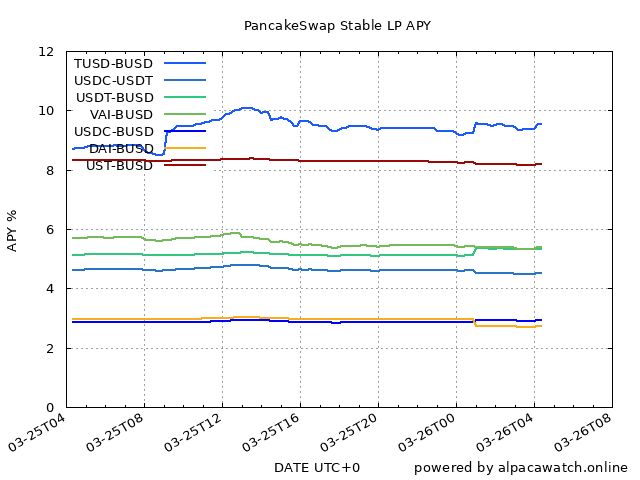 PancakeSwap Stable LP APY
12
10
8
6
4
2
0
APY %
TUSD-BUSD
USDC-USDT
USDT-BUSD
VAI-BUSD
USDC-BUSD
DAI-BUSD
UST-BUSD
03-25T04
03-25T08
03-25T12
03-25T16
03-25T20
03-26T00
03-26T04
03-26T08
DATE UTC+0
powered by alpacawatch.online